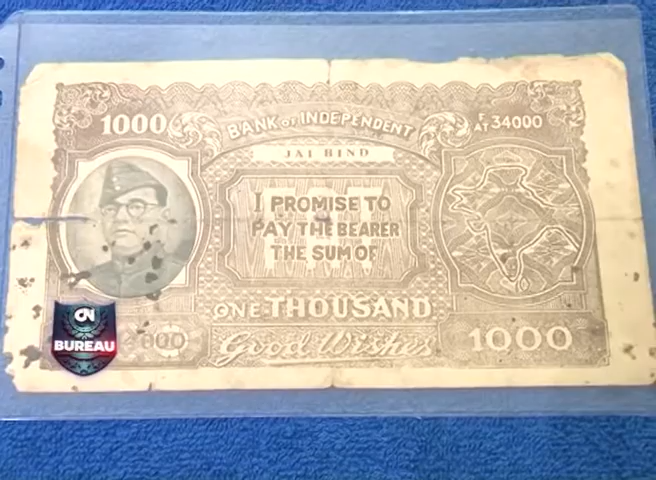 1000
BANK OF INDEPENDENT
F/AT 34000
JAI HIND
I PROMISE TO
PAY THE BEARER
THE SUM OF
ONE THOUSAND
Good Wishes
1000
CN
BUREAU